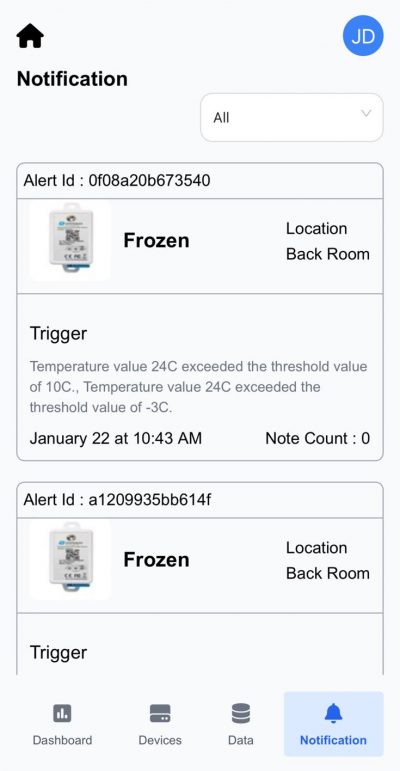 JD
Notification
All
Alert Id : 0f08a20b673540
Frozen
Location
Back Room
Trigger
Temperature value 24C exceeded the threshold value
of 10C., Temperature value 24C exceeded the
threshold value of -3C.
January 22 at 10:43 AM
Note Count : 0
Alert Id : a1209935bb614f
Frozen
Location
Back Room
Trigger
Dashboard
Devices
Data
Notification